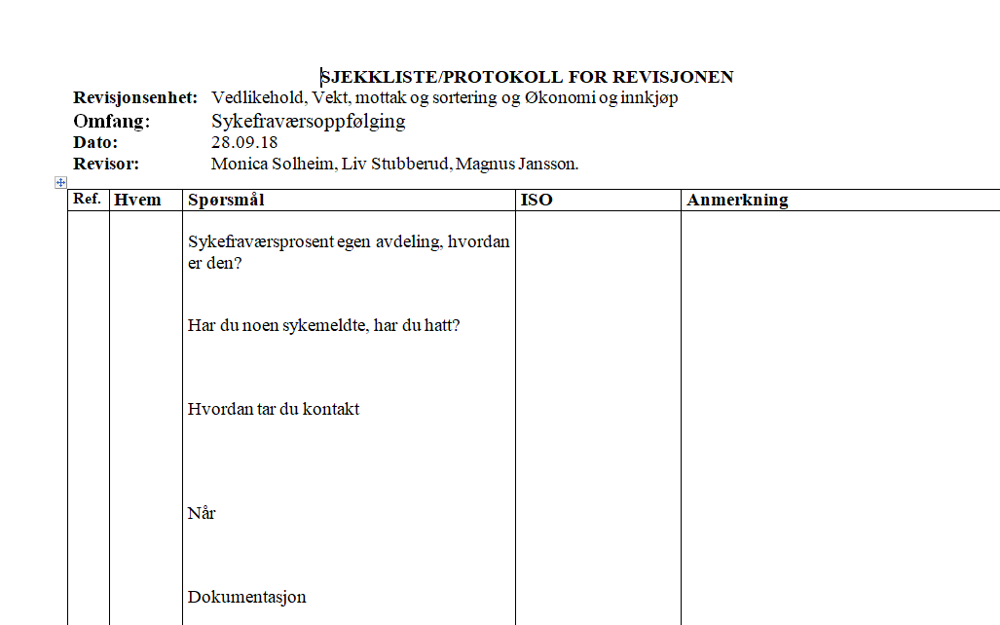 SJEKKLISTE/PROTOKOLL FOR REVISJONEN
Revisjonsenhet: Vedlikehold, Vekt, mottak og sortering og Økonomi og innkjøp
Omfang: Sykefraværsoppfølging
Dato: 28.09.18
Revisor: Monica Solheim, Liv Stubberud, Magnus Jansson.
Ref. Hvem Spørsmål ISO Anmerkning
Sykefraværsprosent egen avdeling, hvordan
er den?
Har du noen sykemeldte, har du hatt?
Hvordan tar du kontakt
Når
Dokumentasjon